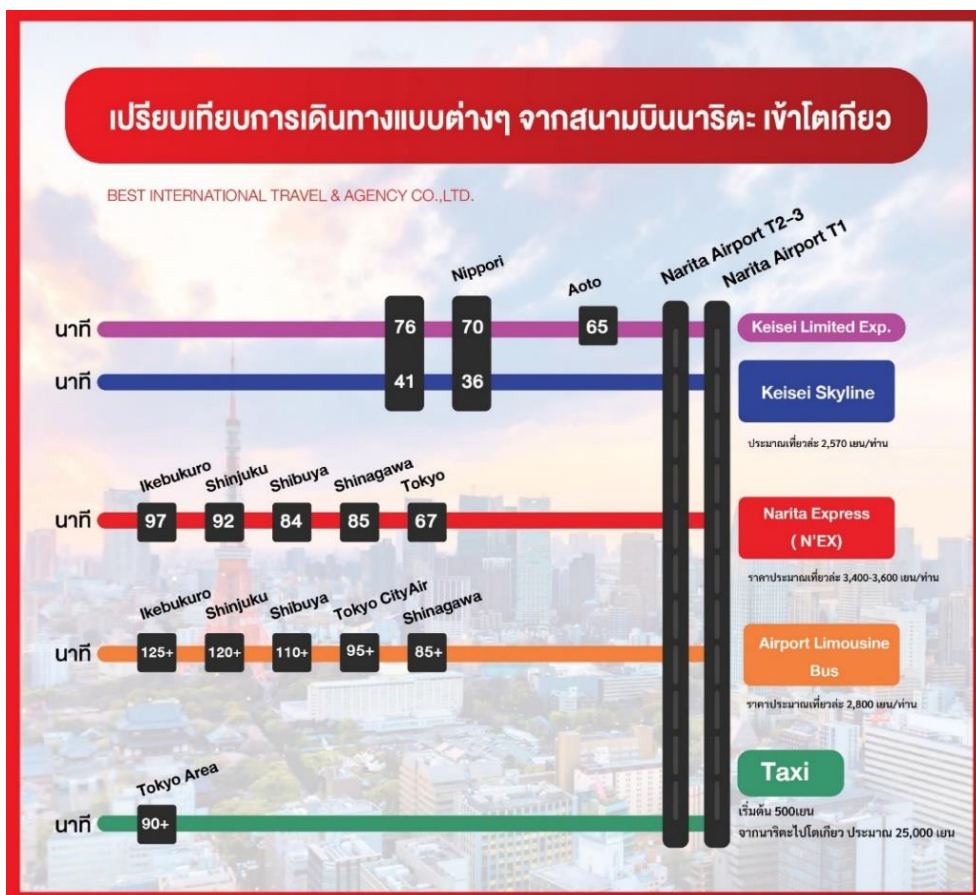 เปรียบเทียบการเดินทางแบบต่างๆ จากสนามบินนาริตะ เข้าโตเกียว
BEST INTERNATIONAL TRAVEL & AGENCY CO.,LTD.
Nippori
Aoto
Narita Airport T2-3
Narita Airport T1
นาที
76
70
65
Keisei Limited Exp.
นาที
41
36
Keisei Skyline
ประมาณเที่ยวละ 2,570 เยน/ท่าน
Ikebukuro
Shinjuku
Shibuya
Shinagawa
Tokyo
นาที
97
92
84
85
67
Narita Express
( N'EX)
ราคาประมาณเที่ยวละ 3,400-3,600 เยน/ท่าน
Ikebukuro
Shinjuku
Shibuya
Tokyo CityAir
Shinagawa
นาที
125+
120+
110+
95+
85+
Airport Limousine
Bus
ราคาประมาณเที่ยวละ 2,800 เยน/ท่าน
Tokyo Area
นาที
90+
Taxi
เริ่มต้น 500เยน
จากนาริตะไปโตเกียว ประมาณ 25,000 เยน